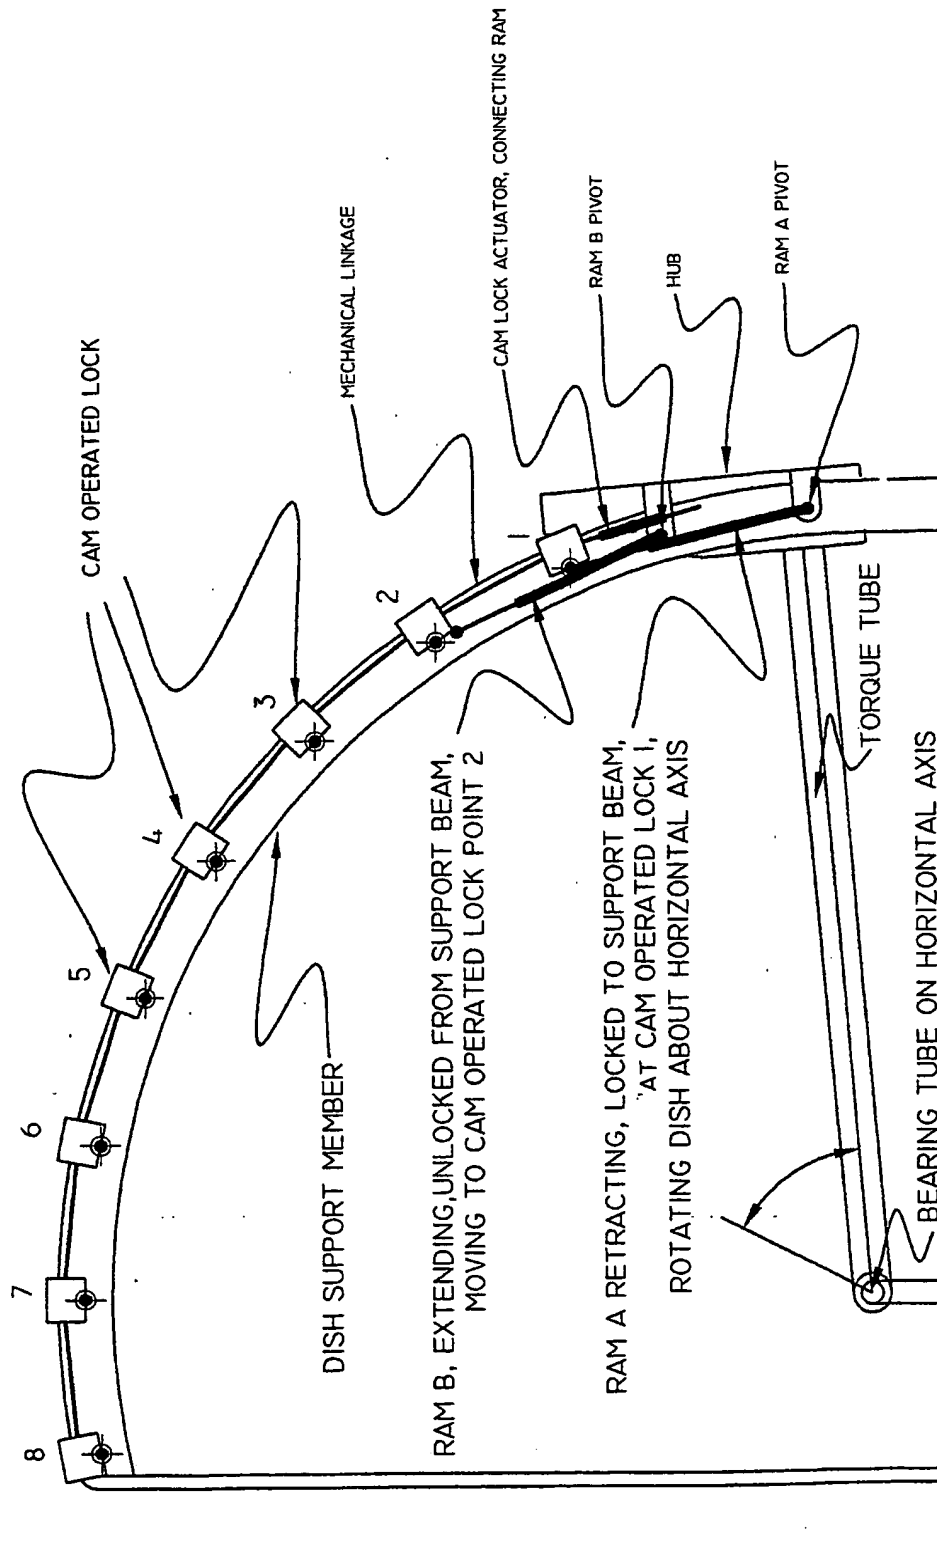 CAM OPERATED LOCK
MECHANICAL LINKAGE
CAM LOCK ACTUATOR, CONNECTING RAM
RAM B PIVOT
HUB
RAM A PIVOT
8
7
6
5
4
3
2
1
DISH SUPPORT MEMBER
RAM B, EXTENDING,UNLOCKED FROM SUPPORT BEAM,
MOVING TO CAM OPERATED LOCK POINT 2
RAM A RETRACTING, LOCKED TO SUPPORT BEAM,
AT CAM OPERATED LOCK 1,
ROTATING DISH ABOUT HORIZONTAL AXIS
TORQUE TUBE
BEARING TUBE ON HORIZONTAL AXIS